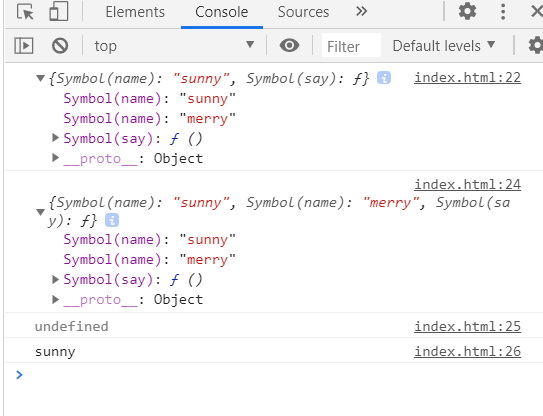 Elements Console Sources »
top Filter Default levels
{Symbol(name): "sunny", Symbol(say): ƒ} i index.html:22
Symbol(name): "sunny"
Symbol(name): "merry"
Symbol(say): ƒ ()
__proto__: Object
index.html:24
{Symbol(name): "sunny", Symbol(name): "merry", Symbol(sa
y): ƒ} i
Symbol(name): "sunny"
Symbol(name): "merry"
Symbol(say): ƒ ()
__proto__: Object
undefined index.html:25
sunny index.html:26
>